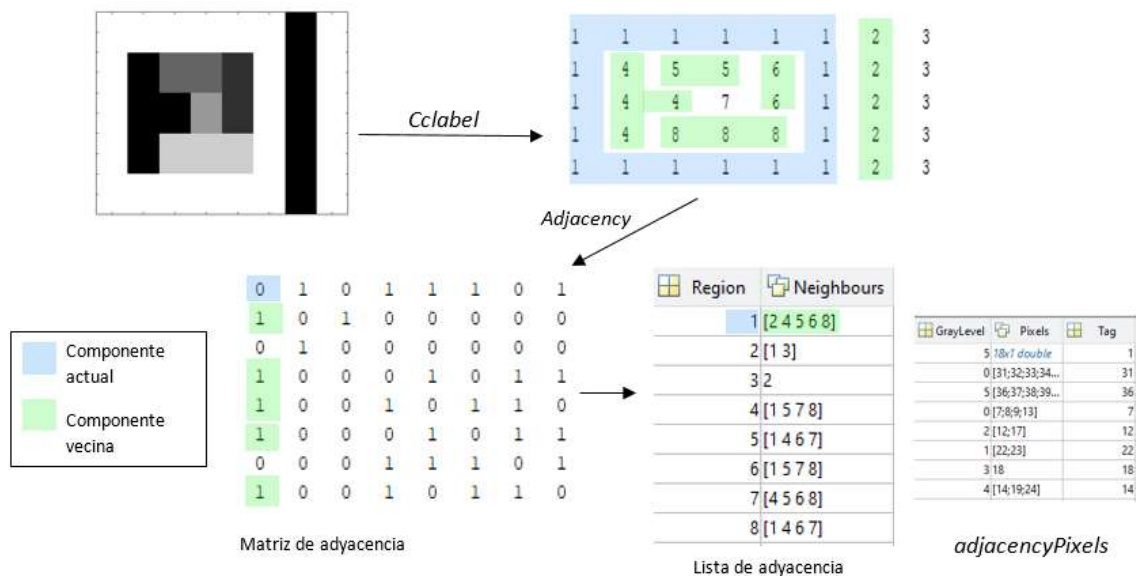 1 1 1 1 1 1 2 3
1 4 5 5 6 1 2 3
1 4 4 7 6 1 2 3
1 4 8 8 8 1 2 3
1 1 1 1 1 1 2 3
Cclabel
Adjacency
0 1 0 1 1 1 0 1
1 0 1 0 0 0 0 0
0 1 0 0 0 0 0 0
1 0 0 0 1 0 1 1
1 0 0 1 0 1 1 0
1 0 0 0 1 0 1 1
0 0 0 1 1 1 0 1
1 0 0 1 0 1 1 0
Matriz de adyacencia
Componente
actual
Componente
vecina
Region Neighbours
1 [2 4 5 6 8]
2 [1 3]
3 2
4 [1 5 7 8]
5 [1 4 6 7]
6 [1 5 7 8]
7 [4 5 6 8]
8 [1 4 6 7]
Lista de adyacencia
GrayLevel Pixels Tag
5 18x1 double 1
0 [31;32;33;34... 31
5 [36;37;38;39... 36
0 [7;8;9;13] 7
2 [12;17] 12
1 [22;23] 22
3 18 18
4 [14;19;24] 14
adjacencyPixels